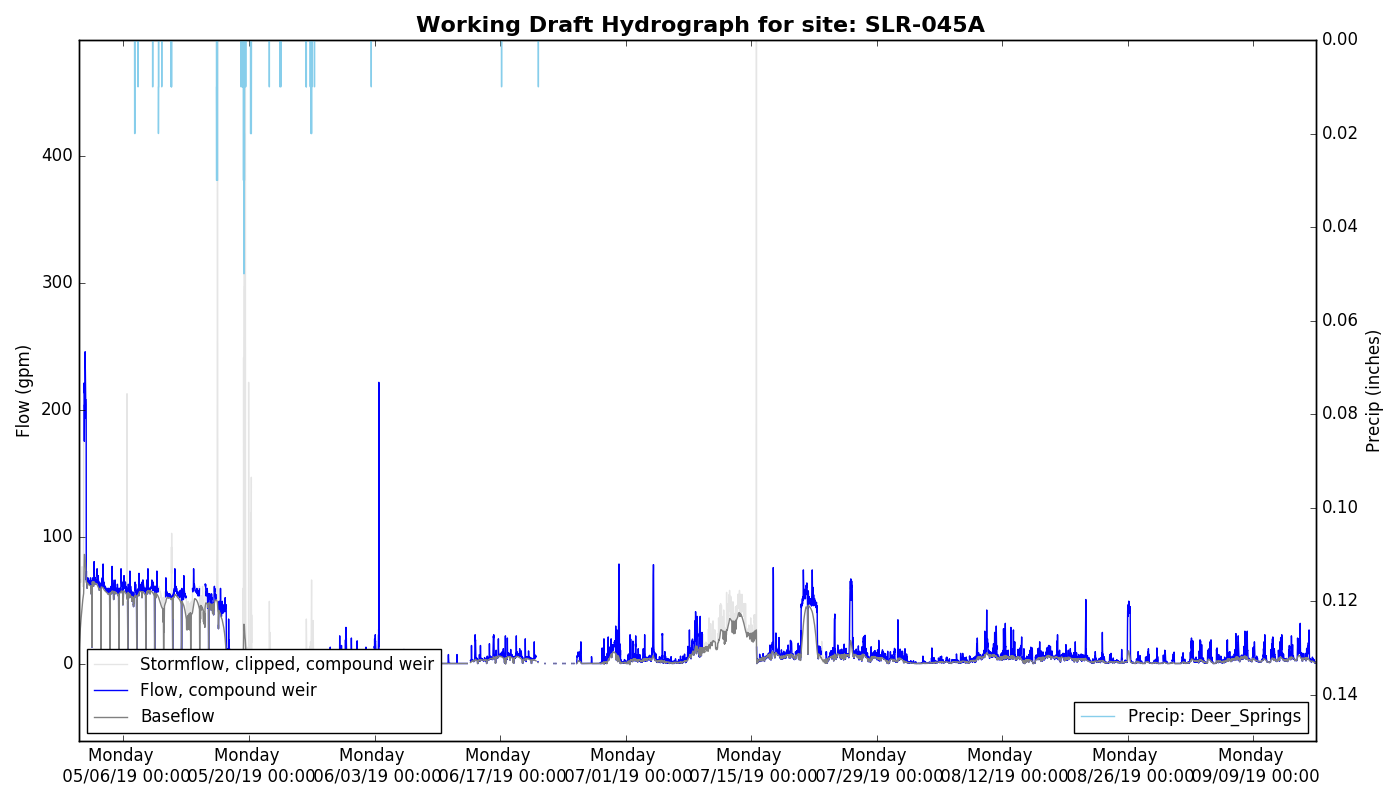 Working Draft Hydrograph for site: SLR-045A
0.00
0.02
400
0.04
300
0.06
Flow (gpm)
Precip (inches)
200
0.08
0.10
100
0.12
0
Stormflow, clipped, compound weir
Flow, compound weir
Baseflow
0.14
Precip: Deer_Springs
Monday Monday Monday Monday Monday Monday Monday Monday Monday Monday
05/06/19 00:00 05/20/19 00:00 06/03/19 00:00 06/17/19 00:00 07/01/19 00:00 07/15/19 00:00 07/29/19 00:00 08/12/19 00:00 08/26/19 00:00 09/09/19 00:00